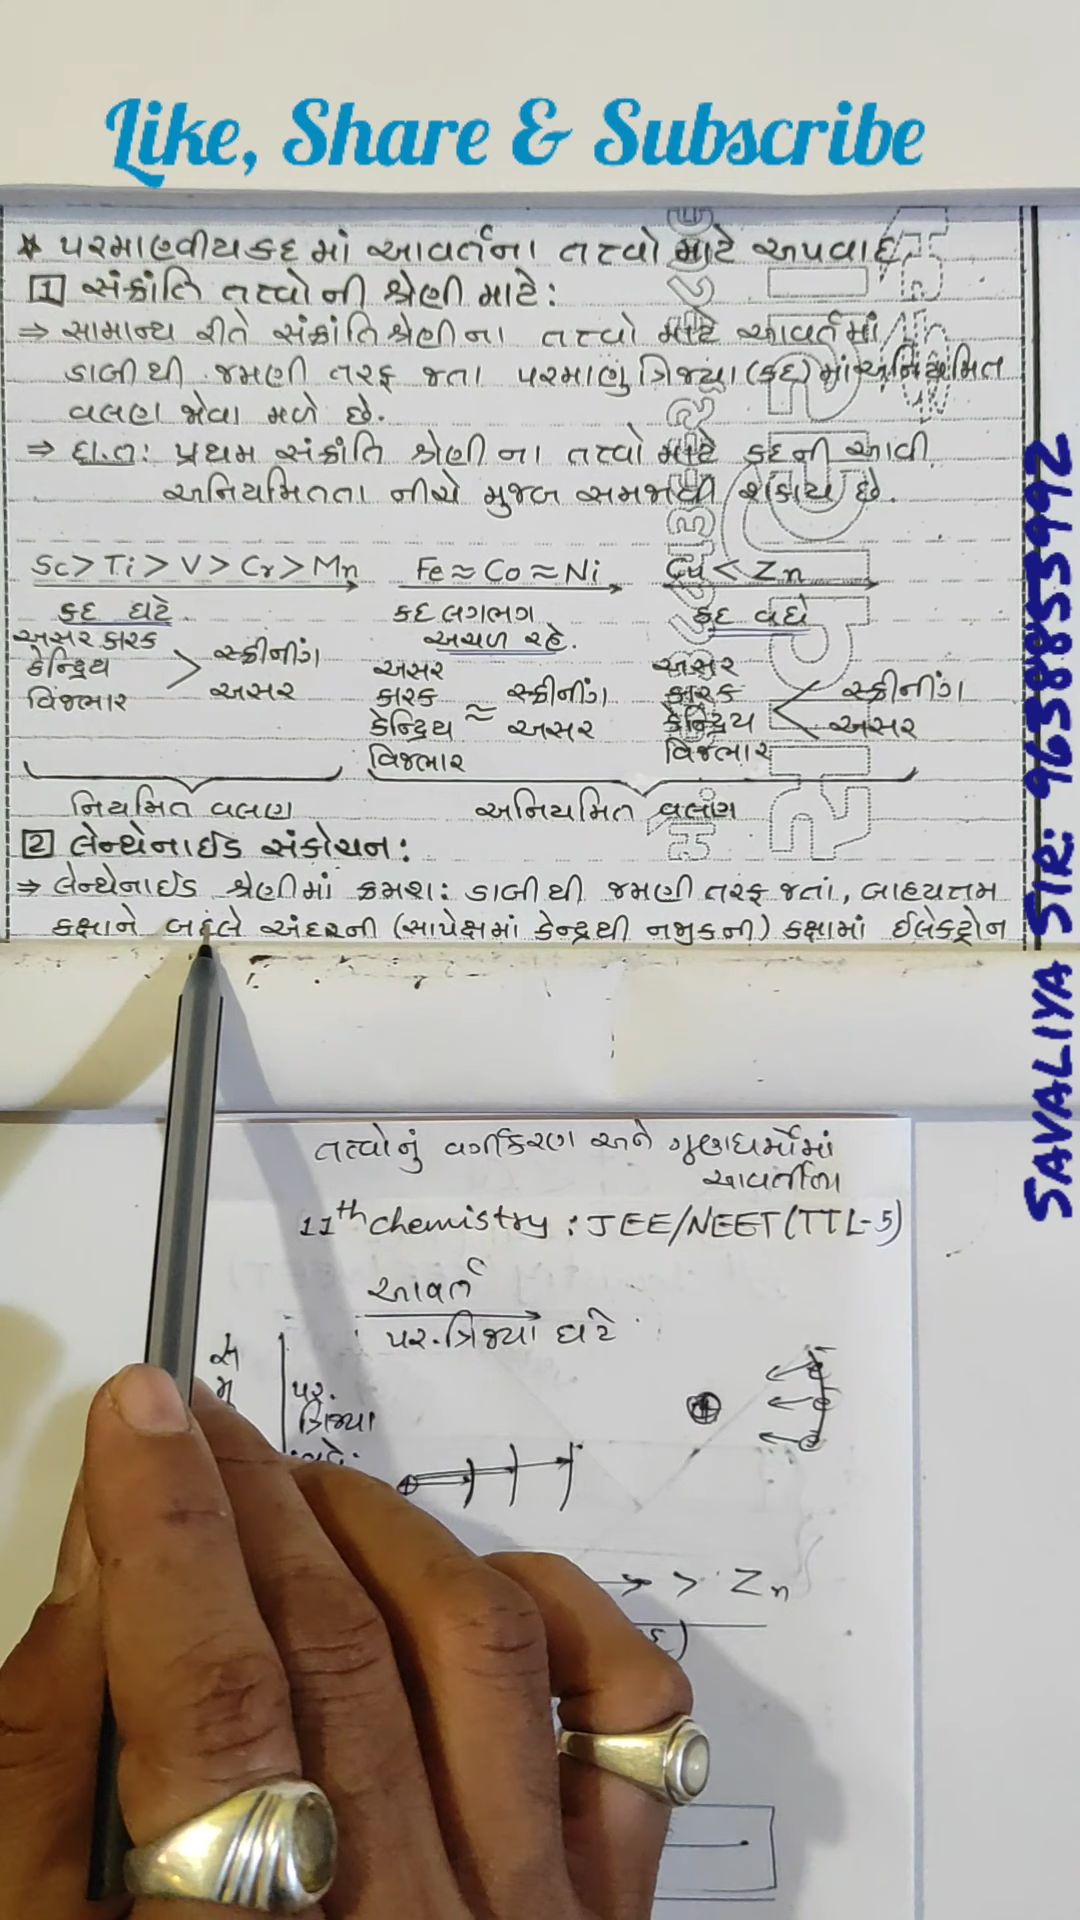 Like, Share & Subscribe
* પરમાણ્વીય કદ માં આવર્તના તત્વો માટે અપવાદ
1 સંક્રાંતિ તત્વો ની શ્રેણી માટે:
⇒ સામાન્ય રીતે સંક્રાંતિ શ્રેણી ના તત્વો માટે આવર્તમાં
ડાબી થી જમણી તરફ જતા પરમાણુ ત્રિજ્યા (કદ) માં અનિયમિત
વલણ જોવા મળે છે.
⇒ દા.ત: પ્રથમ સંક્રાંતિ શ્રેણી ના તત્વો માટે કદ ની આવી
અનિયમિતતા નીચે મુજબ સમજાવી શકાય છે.
Sc > Ti > V > Cr > Mn Fe ≈ Co ≈ Ni Cu < Zn
કદ ઘટે. કદ લગભગ અચળ રહે. કદ વધે
અસર કારક કેન્દ્રિય વિજભાર > સ્ક્રીનીંગ અસર
અસર કારક કેન્દ્રિય વિજભાર ≈ સ્ક્રીનીંગ અસર
અસર કારક કેન્દ્રિય વિજભાર < સ્ક્રીનીંગ અસર
નિયમિત વલણ અનિયમિત વલણ
2 લેન્થેનાઈડ સંકોચન:
⇒ લેન્થેનાઈડ શ્રેણીમાં ક્રમશ: ડાબી થી જમણી તરફ જતાં, બાહ્યતમ
કક્ષાને બદલે અંદરની (સાપેક્ષમાં કેન્દ્રથી નજીકની) કક્ષામાં ઈલેક્ટ્રોન
SAVALIYA SIR: 9638855992
તત્વોનું વર્ગીકરણ અને ગુણધર્મોમાં
આવર્તીતા
11th chemistry: JEE/NEET (TTL-5)
આવર્ત
પર. ત્રિજ્યા ઘટે
પર.
ત્રિજ્યા
> Zn